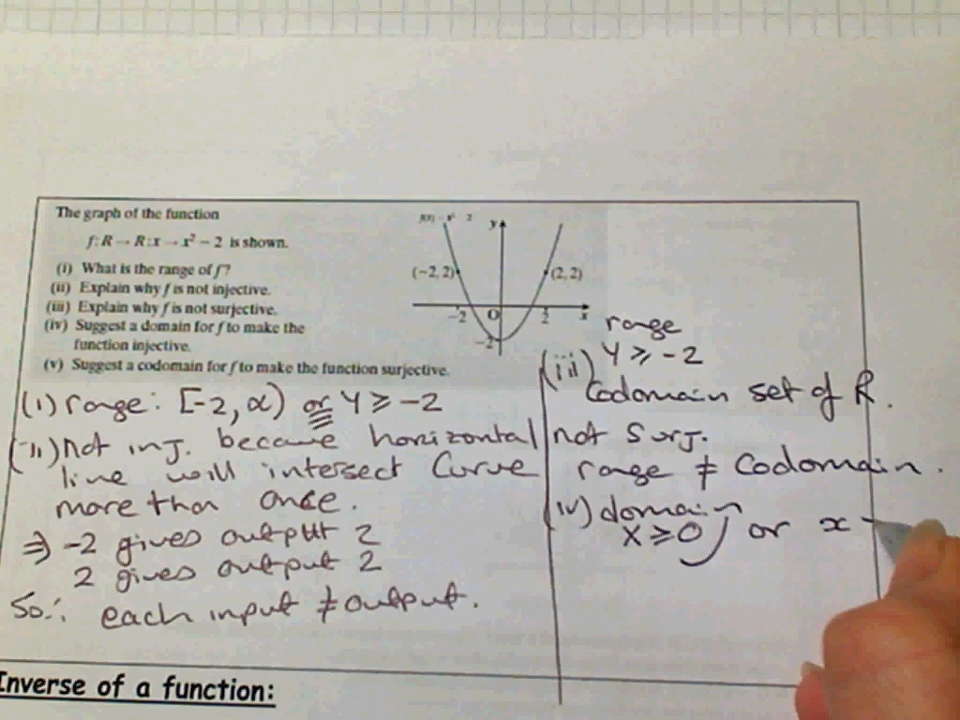 The graph of the function
f: R → R: x → x² − 2 is shown.
(i) What is the range of f?
(ii) Explain why f is not injective.
(iii) Explain why f is not surjective.
(iv) Suggest a domain for f to make the
function injective.
(v) Suggest a codomain for f to make the function surjective.
f(x) = x² − 2
y
(−2, 2)
(2, 2)
−2
O
2
x
−2
(i) range: [-2, ∝) or y ≥ -2
(ii) not inj. because horizontal
line will intersect curve
more than once.
⇒ -2 gives output 2
2 gives output 2
So ∴ each input ≠ output.
range
(iii) y ≥ -2
Codomain set of R.
not surj.
range ≠ Codomain.
(iv) domain
x ≥ 0 / or x
Inverse of a function: